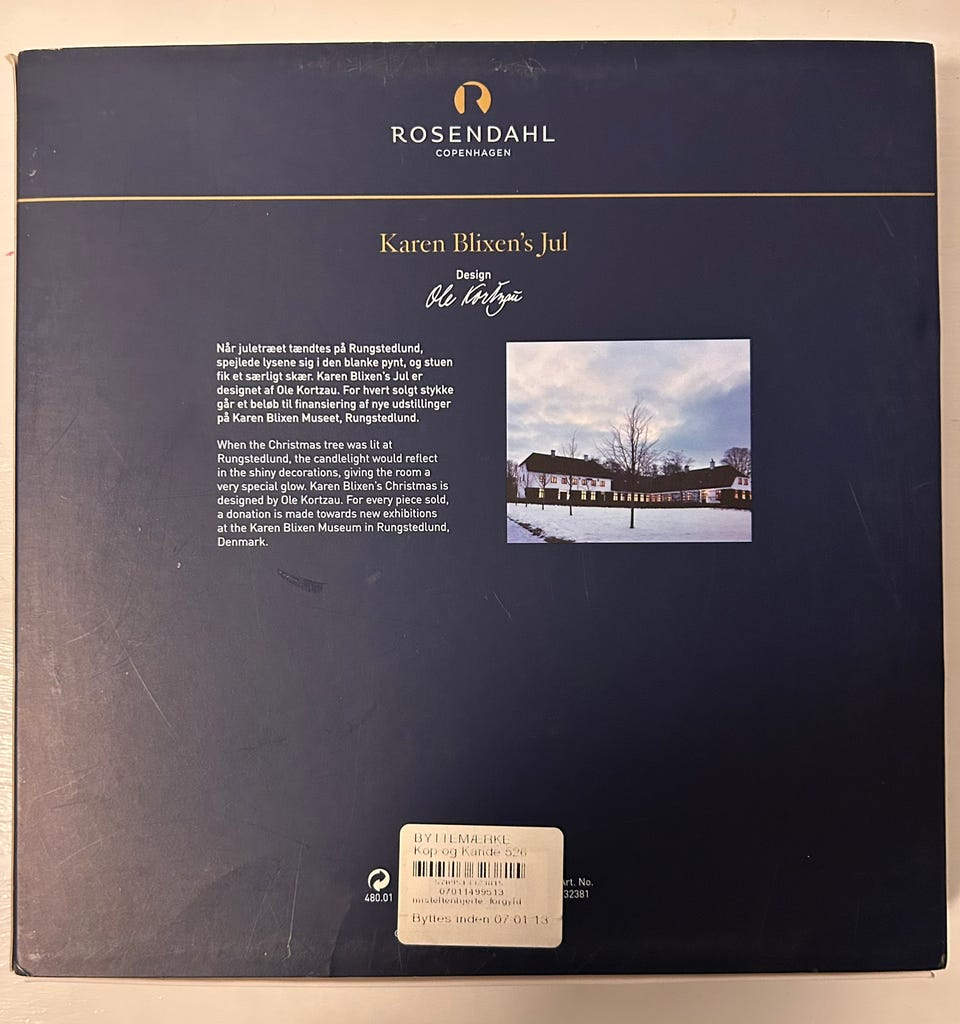 R
ROSENDAHL
COPENHAGEN
Karen Blixen's Jul
Design
Ole Kortzau
Når juletræet tændtes på Rungstedlund,
spejlede lysene sig i den blanke pynt, og stuen
fik et særligt skær. Karen Blixen's Jul er
designet af Ole Kortzau. For hvert solgt stykke
går et beløb til finansiering af nye udstillinger
på Karen Blixen Museet, Rungstedlund.
When the Christmas tree was lit at
Rungstedlund, the candlelight would reflect
in the shiny decorations, giving the room a
very special glow. Karen Blixen's Christmas is
designed by Ole Kortzau. For every piece sold,
a donation is made towards new exhibitions
at the Karen Blixen Museum in Rungstedlund,
Denmark.
BYTTEMÆRKE
Kop og Kande 526
07011499513
misteltenhjerte forgyld
Byttes inden 07 01 13
480.01
Art. No.
32381